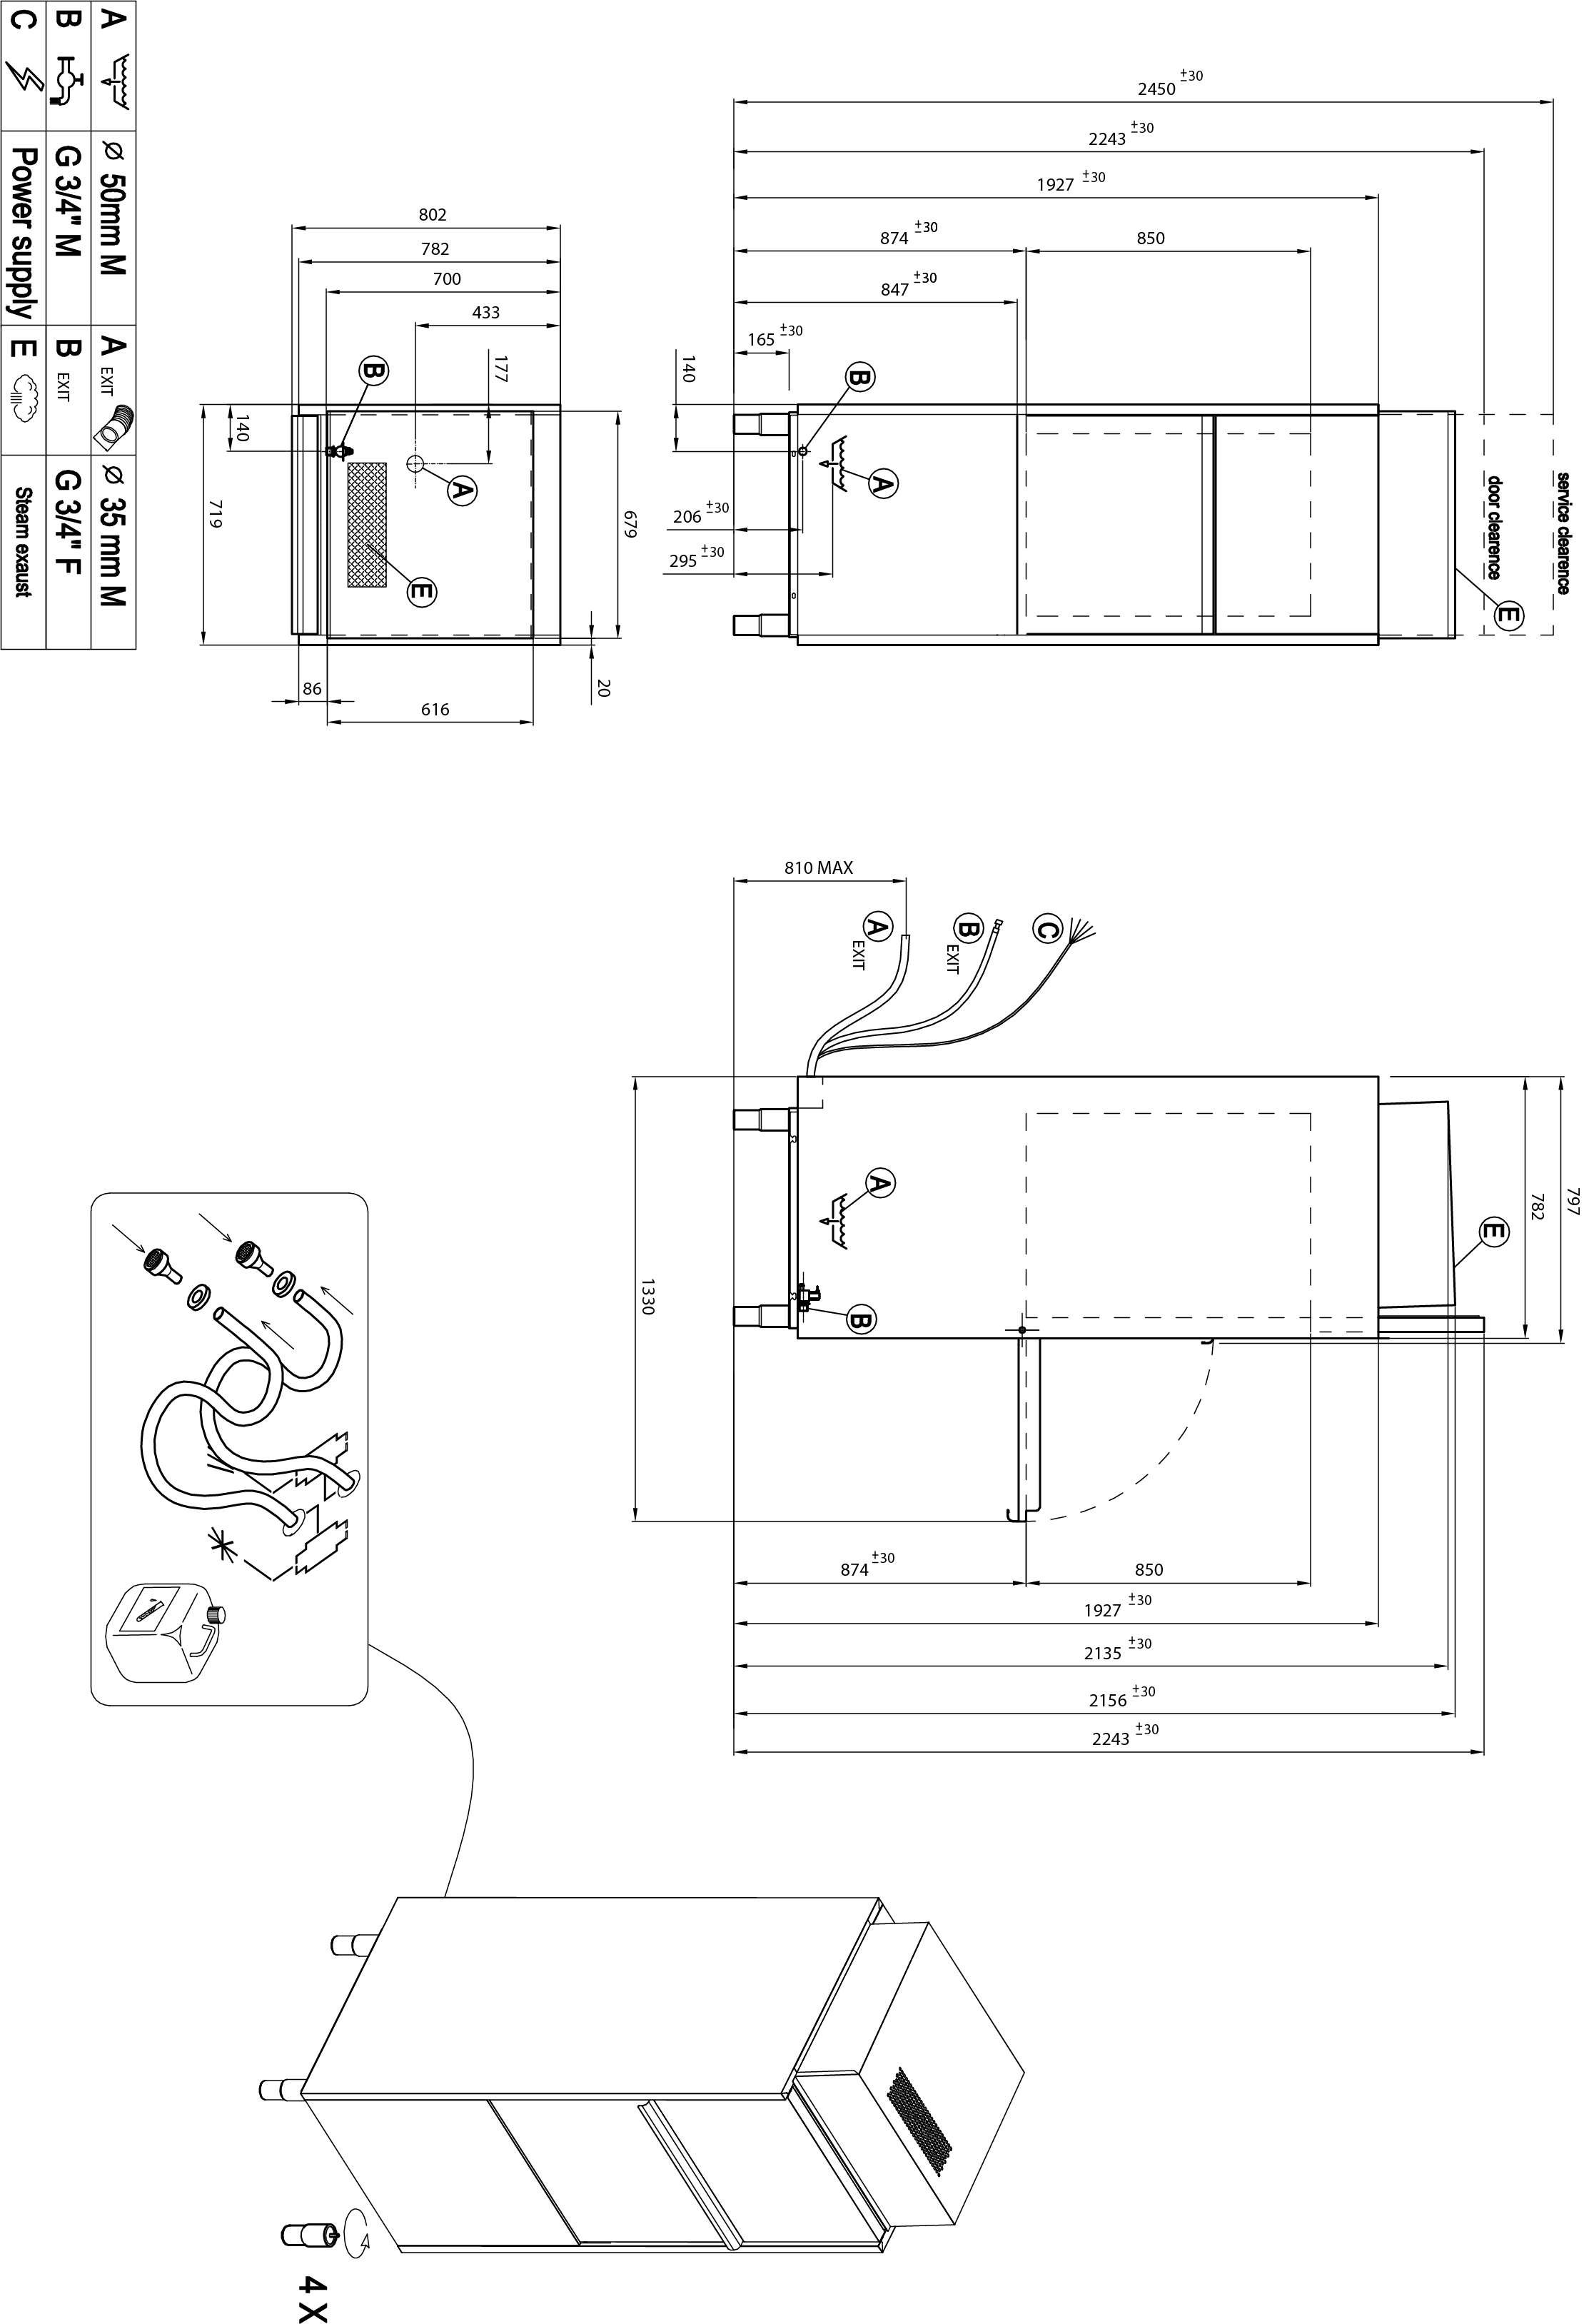 2450 ±30
2243 ±30
1927 ±30
874 ±30
850
847 ±30
165 ±30
140
B
A
206 ±30
295 ±30
service clearence
door clearence
E
802
782
700
433
177
B
140
A
E
719
679
20
86
616
A ø 50mm M A EXIT ø 35 mm M
B G 3/4" M B EXIT G 3/4" F
C Power supply E Steam exaust
810 MAX
A
EXIT
B
EXIT
C
797
782
E
A
B
1330
874 ±30
850
1927 ±30
2135 ±30
2156 ±30
2243 ±30
4 X